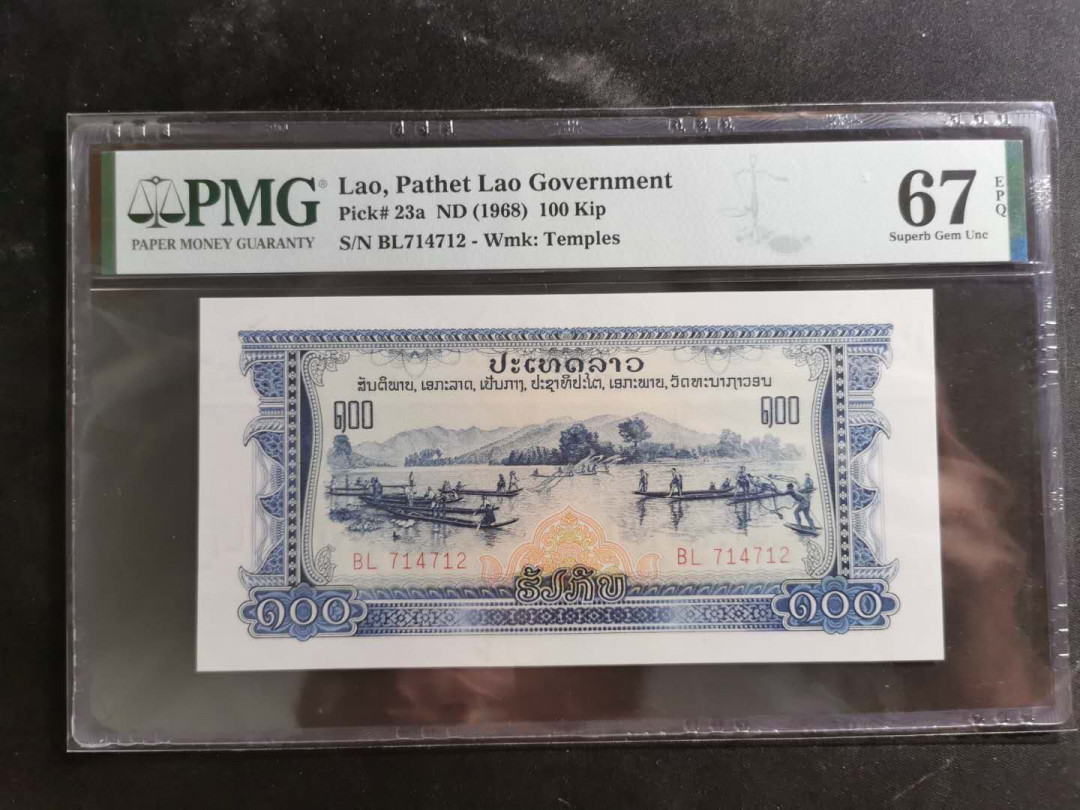 PMG®
PAPER MONEY GUARANTY
Lao, Pathet Lao Government
Pick# 23a ND (1968) 100 Kip
S/N BL714712 - Wmk: Temples
67
EPQ
Superb Gem Unc
ປະເທດລາວ
ສັນຕິພາບ, ເອກະລາດ, ເປັນກາງ, ປະຊາທິປະໄຕ, ເອກະພາບ, ວັດທະນາຖາວອນ
໑໐໐
໑໐໐
BL 714712
BL 714712
ຮ້ອຍກີບ
໑໐໐
໑໐໐